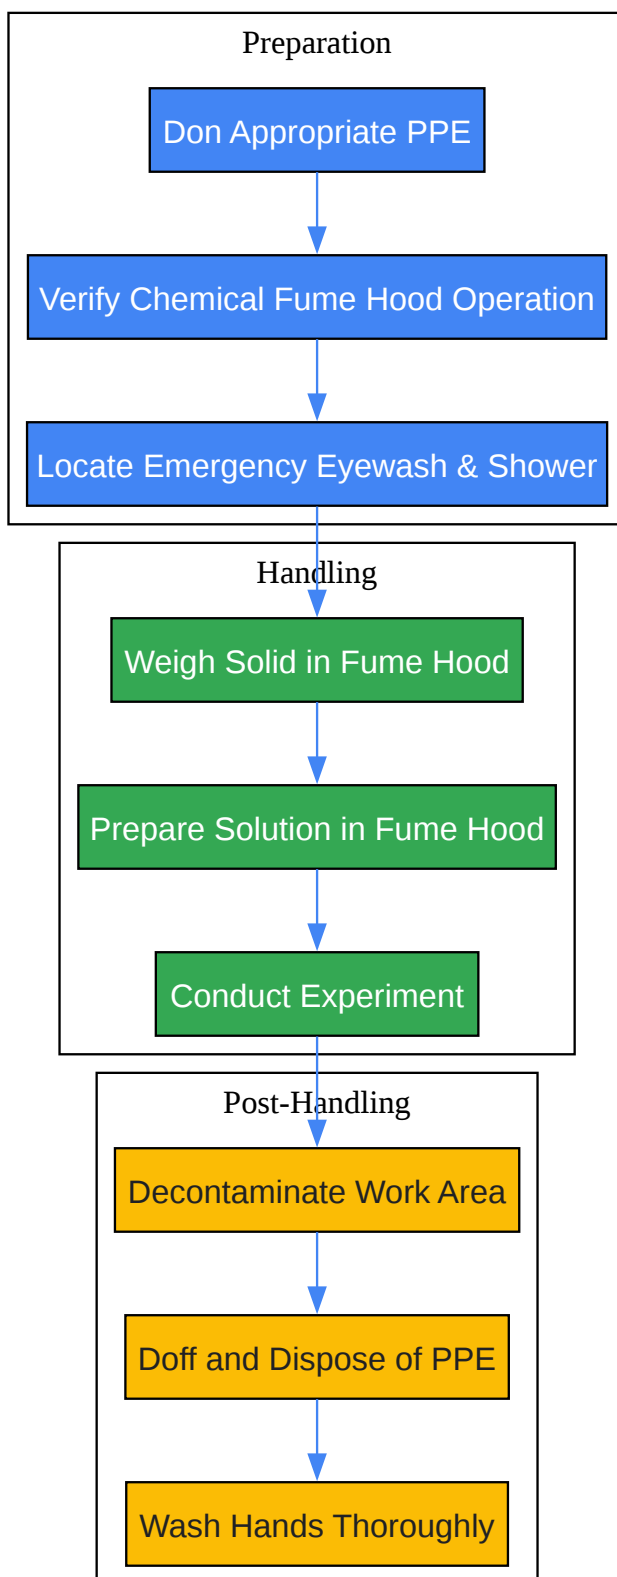 Preparation
Don Appropriate PPE
Verify Chemical Fume Hood Operation
Locate Emergency Eyewash & Shower
Handling
Weigh Solid in Fume Hood
Prepare Solution in Fume Hood
Conduct Experiment
Post-Handling
Decontaminate Work Area
Doff and Dispose of PPE
Wash Hands Thoroughly